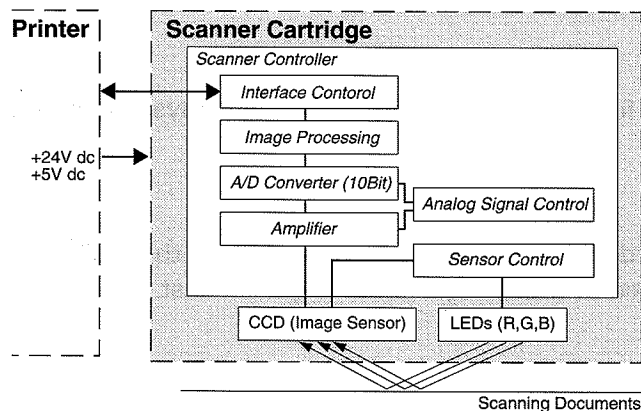 Printer
Scanner Cartridge
Scanner Controller
Interface Contorol
Image Processing
+24V dc
+5V dc
A/D Converter (10Bit)
Analog Signal Control
Amplifier
Sensor Control
CCD (Image Sensor)
LEDs (R,G,B)
Scanning Documents